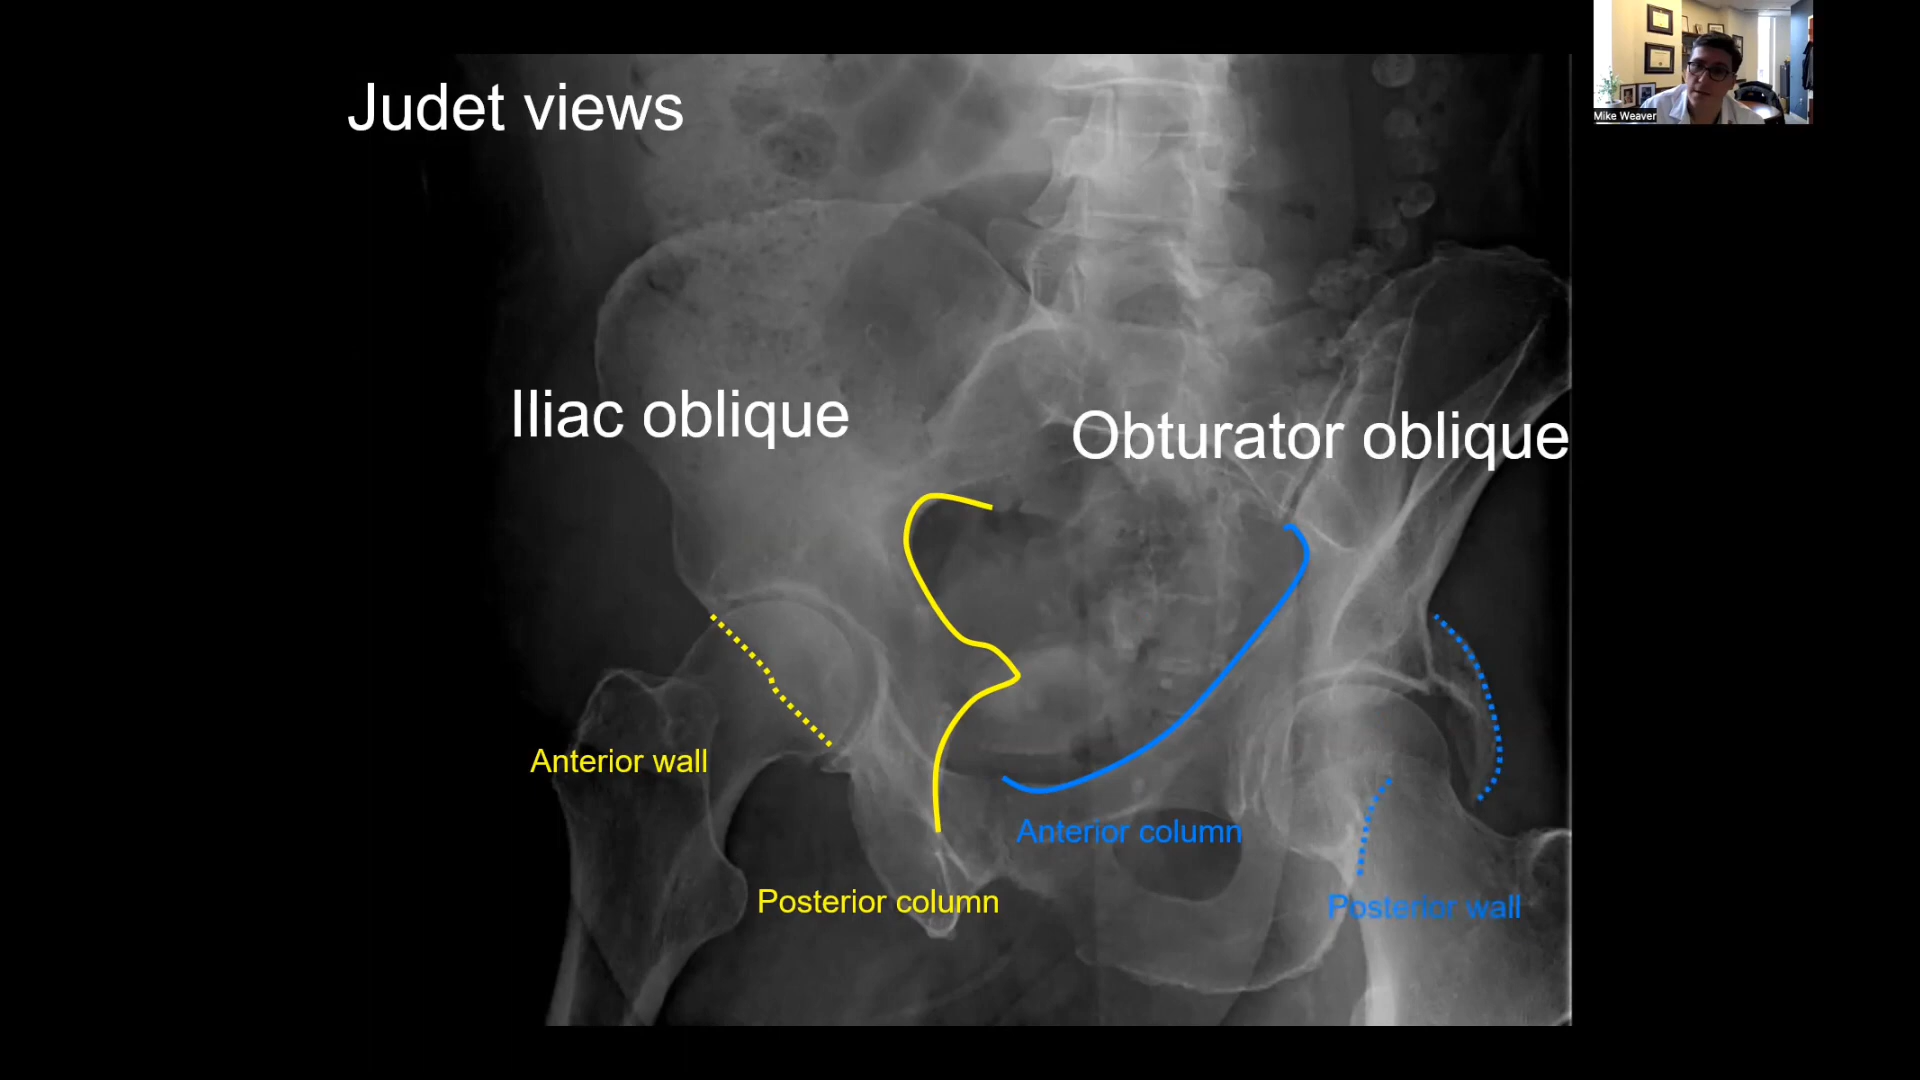 Judet views
Mike Weaver
Iliac oblique
Obturator oblique
Anterior wall
Anterior column
Posterior column
Posterior wall